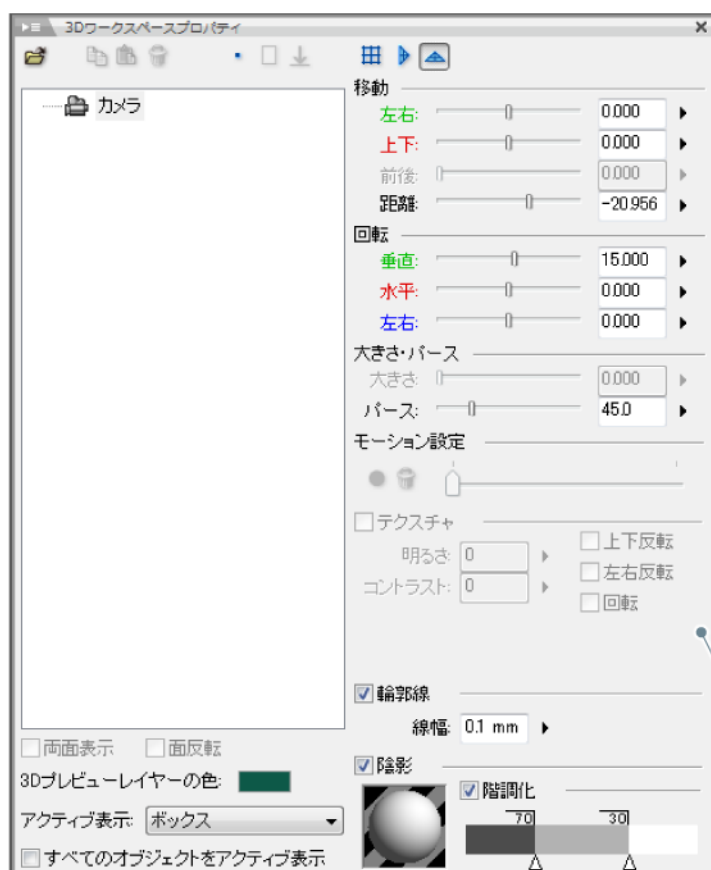 3Dワークスペースプロパティ
カメラ
移動
左右: 0.000
上下: 0.000
前後: 0.000
距離: -20.956
回転
垂直: 15.000
水平: 0.000
左右: 0.000
大きさ・パース
大きさ: 0.000
パース: 45.0
モーション設定
テクスチャ
明るさ: 0
コントラスト: 0
上下反転
左右反転
回転
輪郭線
線幅: 0.1 mm
両面表示 面反転
3Dプレビューレイヤーの色:
アクティブ表示: ボックス
すべてのオブジェクトをアクティブ表示
陰影
階調化
70 30